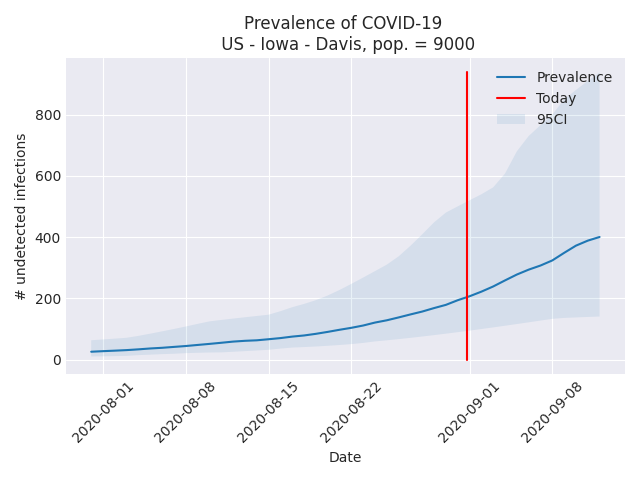 Prevalence of COVID-19
US - Iowa - Davis, pop. = 9000
Prevalence
Today
95CI
# undetected infections
800
600
400
200
0
2020-08-01
2020-08-08
2020-08-15
2020-08-22
2020-09-01
2020-09-08
Date